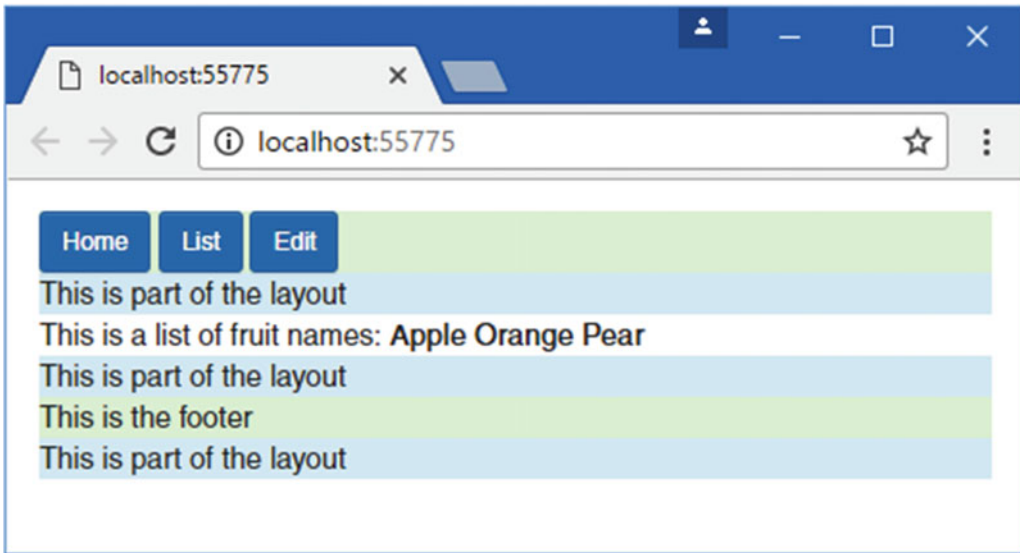 localhost:55775
localhost:55775
Home List Edit
This is part of the layout
This is a list of fruit names: Apple Orange Pear
This is part of the layout
This is the footer
This is part of the layout